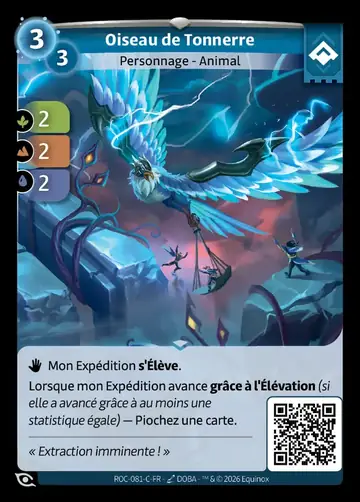 3
3
Oiseau de Tonnerre
Personnage - Animal
2
2
2
Mon Expédition s'Élève.
Lorsque mon Expédition avance grâce à l'Élévation (si
elle a avancé grâce à au moins une
statistique égale) — Piochez une carte.
« Extraction imminente ! »
ROC-081-C-FR - DOBA - ™ & © 2026 Equinox